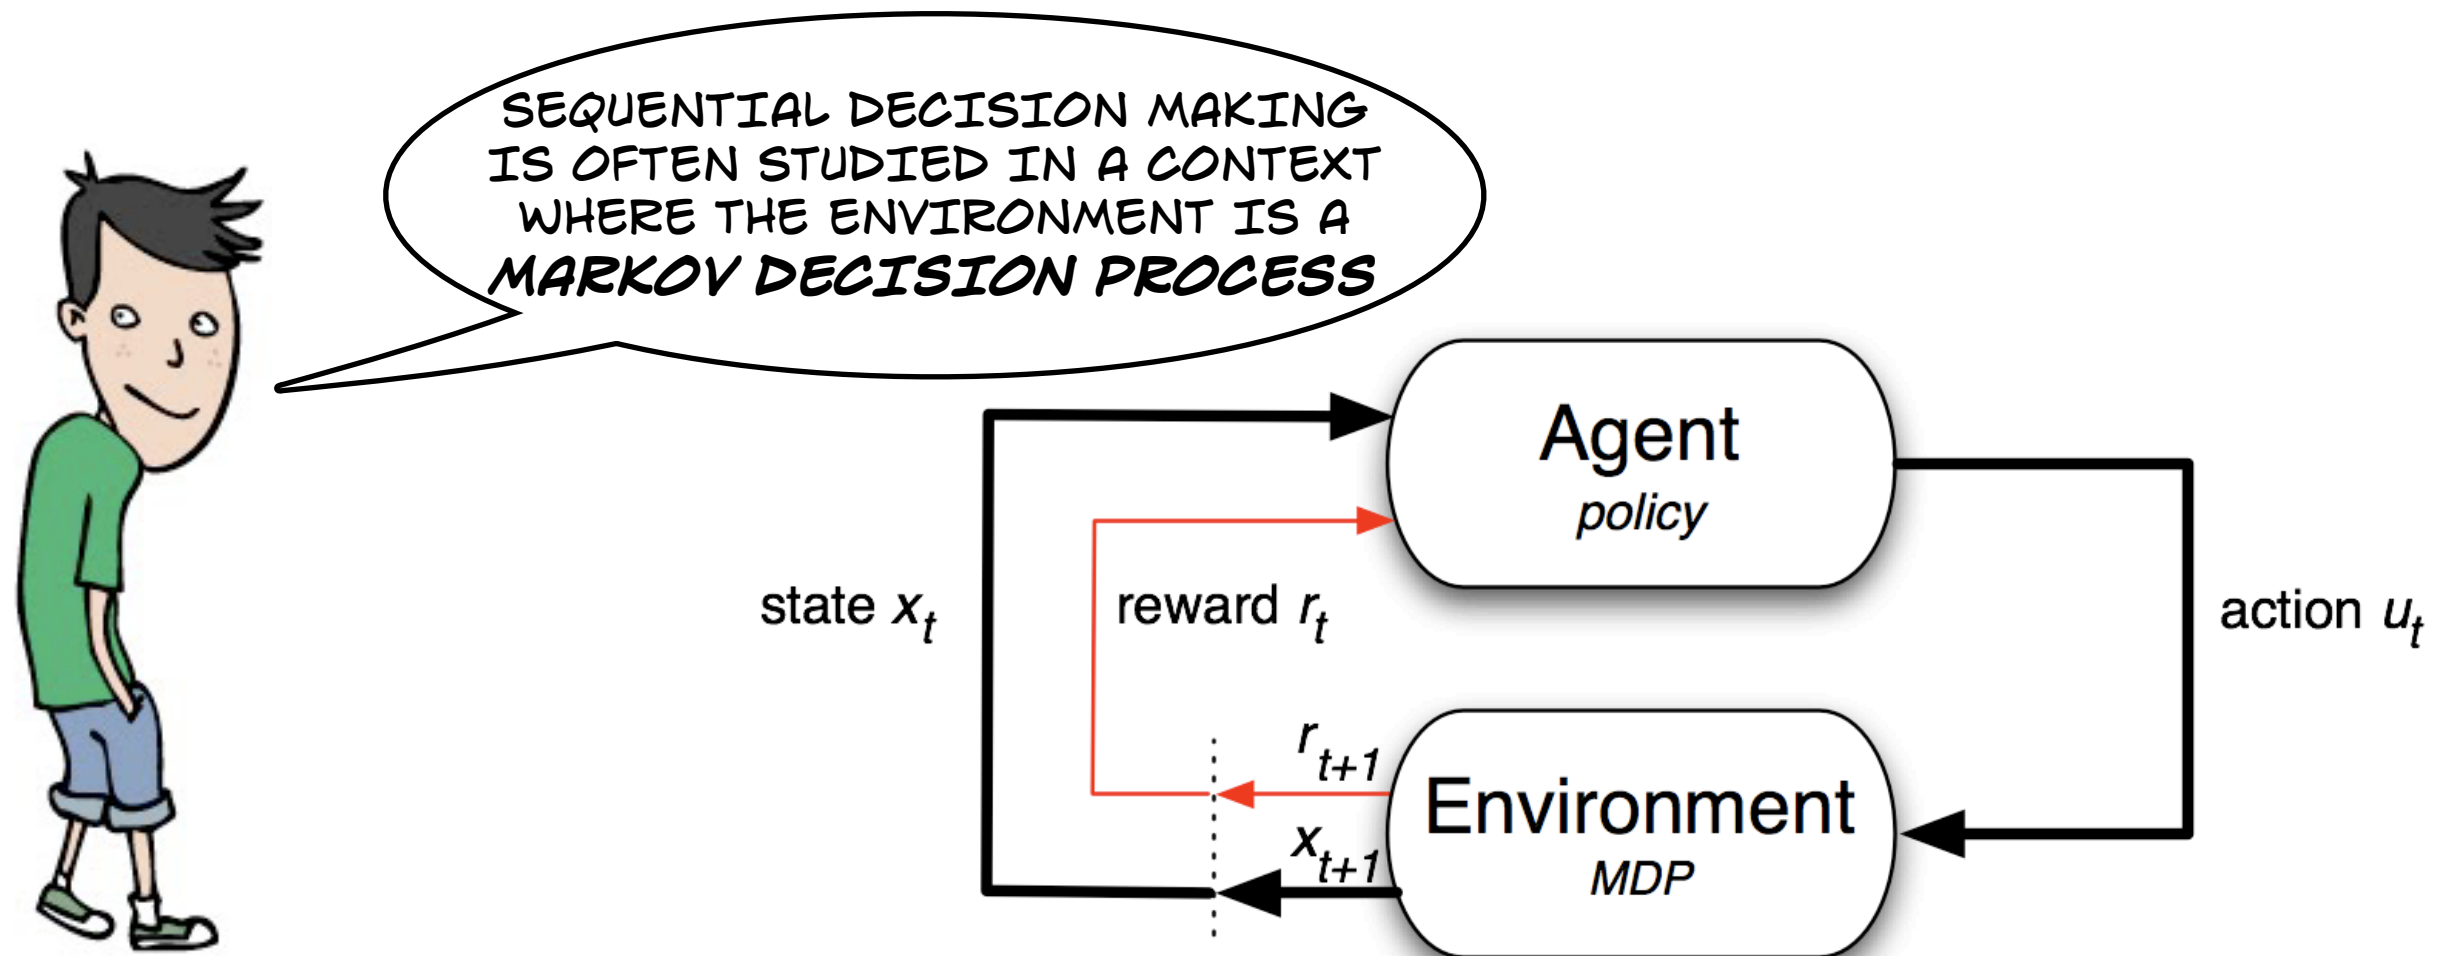 SEQUENTIAL DECISION MAKING
IS OFTEN STUDIED IN A CONTEXT
WHERE THE ENVIRONMENT IS A
MARKOV DECISION PROCESS
Agent
policy
state xₜ
reward rₜ
action uₜ
rₜ₊₁
Environment
xₜ₊₁
MDP